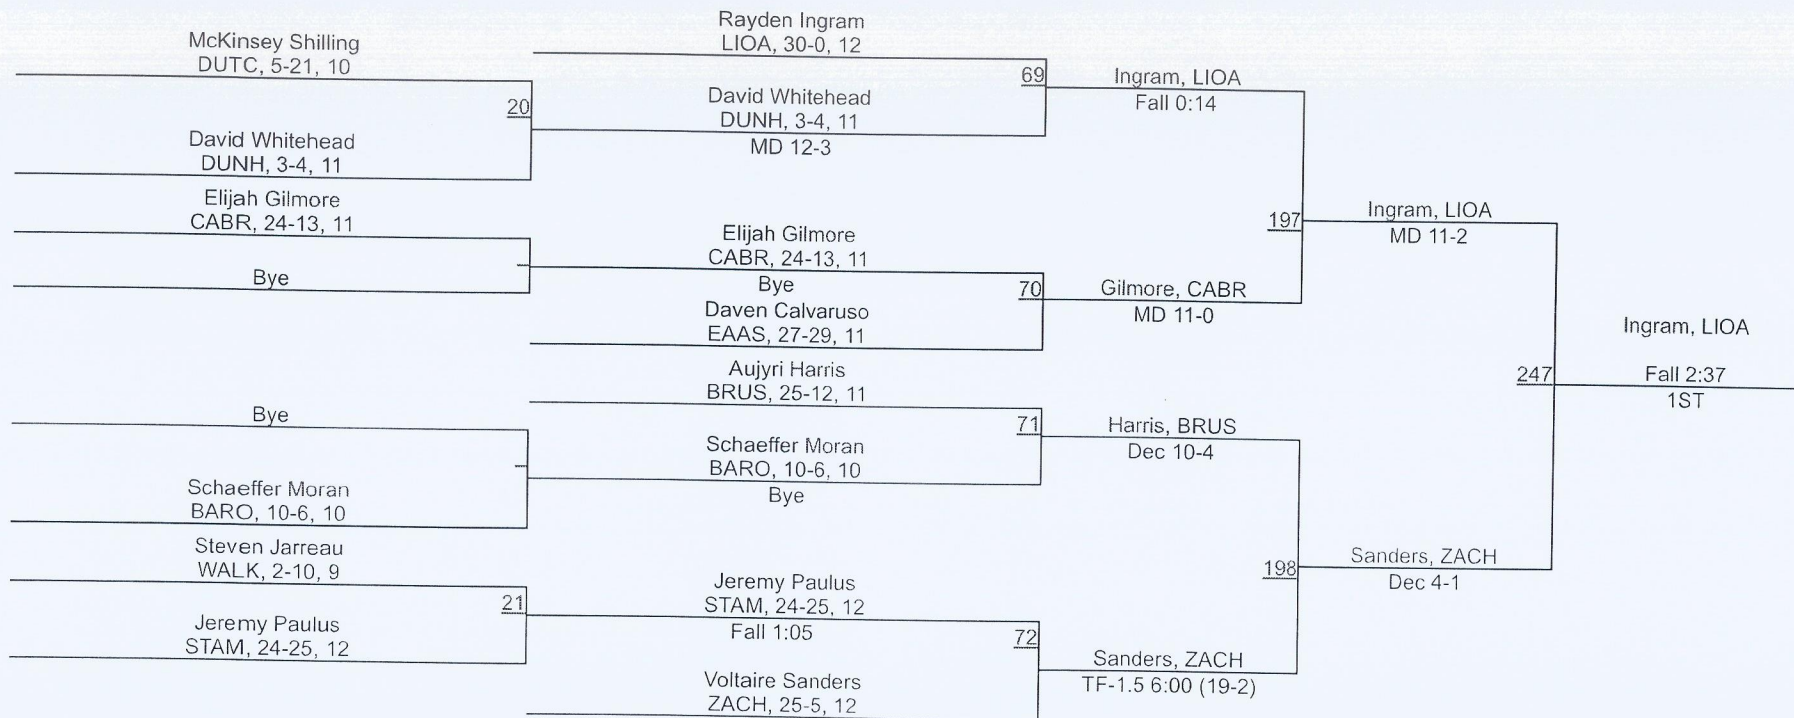 McKinsey Shilling
DUTC, 5-21, 10
20
David Whitehead
DUNH, 3-4, 11
Elijah Gilmore
CABR, 24-13, 11
Bye
Bye
Schaeffer Moran
BARO, 10-6, 10
Steven Jarreau
WALK, 2-10, 9
21
Jeremy Paulus
STAM, 24-25, 12
Rayden Ingram
LIOA, 30-0, 12
69
David Whitehead
DUNH, 3-4, 11
MD 12-3
Elijah Gilmore
CABR, 24-13, 11
Bye
70
Daven Calvaruso
EAAS, 27-29, 11
Aujyri Harris
BRUS, 25-12, 11
71
Schaeffer Moran
BARO, 10-6, 10
Bye
Jeremy Paulus
STAM, 24-25, 12
Fall 1:05
72
Voltaire Sanders
ZACH, 25-5, 12
Ingram, LIOA
Fall 0:14
197
Gilmore, CABR
MD 11-0
Harris, BRUS
Dec 10-4
198
Sanders, ZACH
TF-1.5 6:00 (19-2)
Ingram, LIOA
MD 11-2
247
Sanders, ZACH
Dec 4-1
Ingram, LIOA
Fall 2:37
1ST